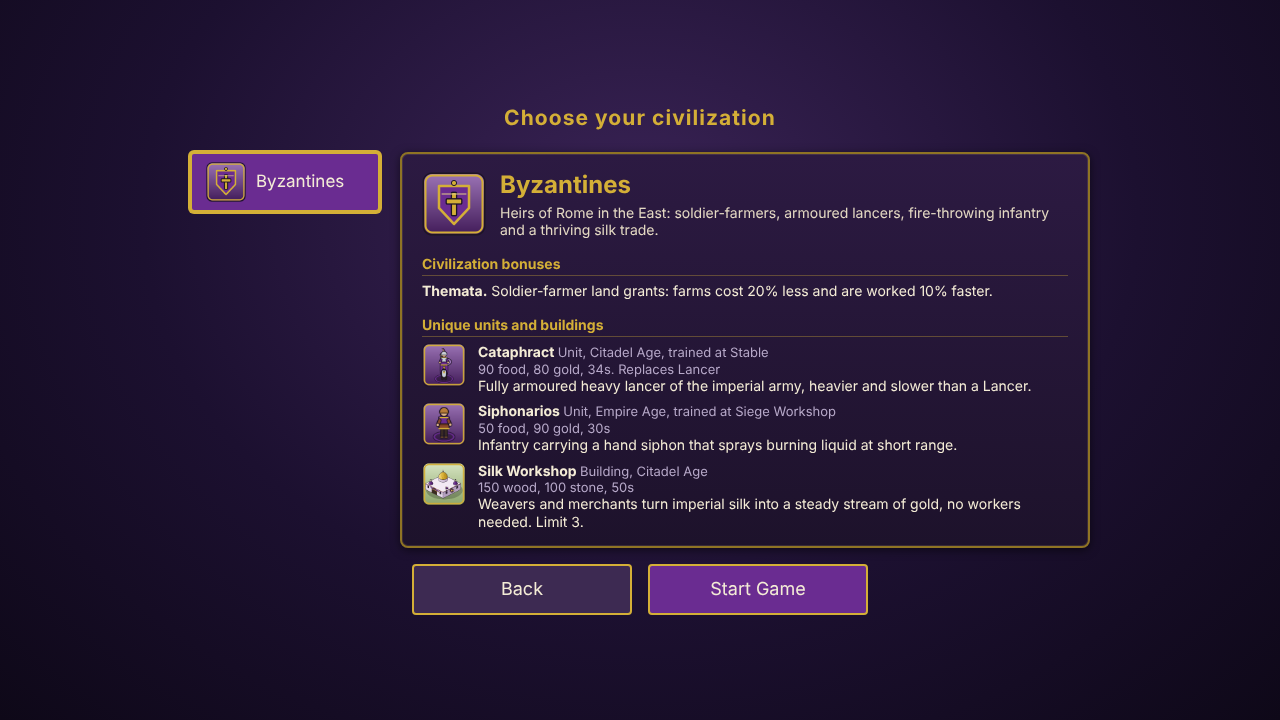 Choose your civilization
Byzantines
Byzantines
Heirs of Rome in the East: soldier-farmers, armoured lancers, fire-throwing infantry
and a thriving silk trade.
Civilization bonuses
Themata. Soldier-farmer land grants: farms cost 20% less and are worked 10% faster.
Unique units and buildings
Cataphract Unit, Citadel Age, trained at Stable
90 food, 80 gold, 34s. Replaces Lancer
Fully armoured heavy lancer of the imperial army, heavier and slower than a Lancer.
Siphonarios Unit, Empire Age, trained at Siege Workshop
50 food, 90 gold, 30s
Infantry carrying a hand siphon that sprays burning liquid at short range.
Silk Workshop Building, Citadel Age
150 wood, 100 stone, 50s
Weavers and merchants turn imperial silk into a steady stream of gold, no workers
needed. Limit 3.
Back
Start Game